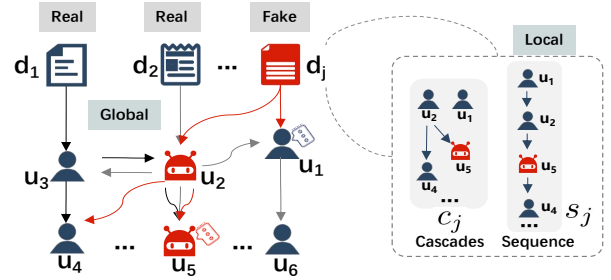 Real
Real
Fake
Local
d1
d2
...
dj
Global
u3
u2
u1
u4
...
u5
...
u6
u2
u1
u4
u5
...
cj
Cascades
u1
u2
u5
u4
...
sj
Sequence